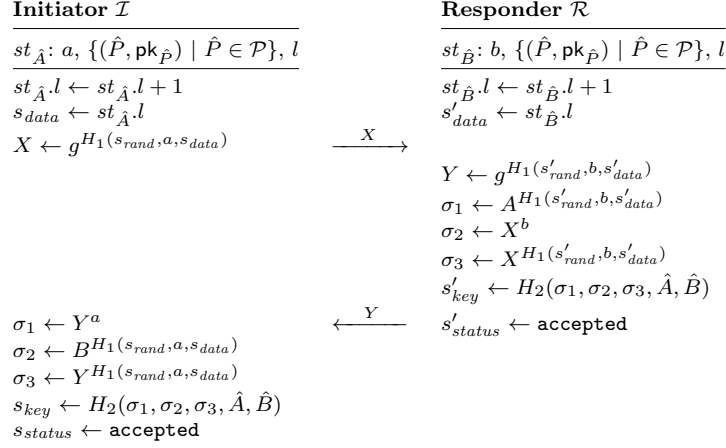 Initiator 𝓘 Responder 𝓡
st_Â: a, {(P̂, pk_P̂) | P̂ ∈ 𝒫}, l st_B̂: b, {(P̂, pk_P̂) | P̂ ∈ 𝒫}, l
st_Â.l ← st_Â.l + 1 st_B̂.l ← st_B̂.l + 1
s_data ← st_Â.l s'_data ← st_B̂.l
X ← g^{H_1(s_rand, a, s_data)} X
Y ← g^{H_1(s'_rand, b, s'_data)}
σ_1 ← A^{H_1(s'_rand, b, s'_data)}
σ_2 ← X^b
σ_3 ← X^{H_1(s'_rand, b, s'_data)}
s'_key ← H_2(σ_1, σ_2, σ_3, Â, B̂)
σ_1 ← Y^a Y s'_status ← accepted
σ_2 ← B^{H_1(s_rand, a, s_data)}
σ_3 ← Y^{H_1(s_rand, a, s_data)}
s_key ← H_2(σ_1, σ_2, σ_3, Â, B̂)
s_status ← accepted